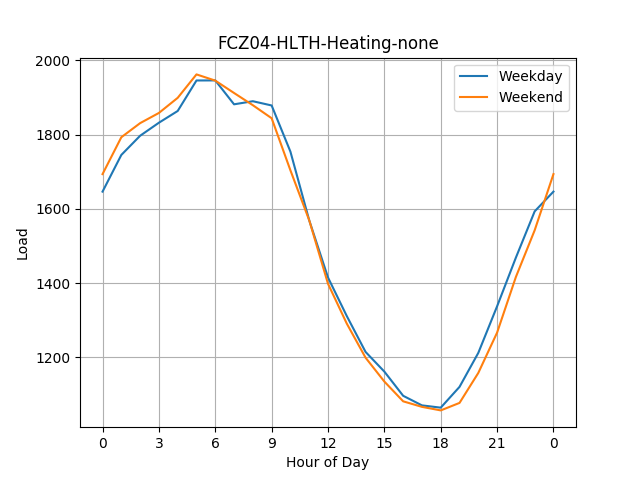 FCZ04-HLTH-Heating-none
Weekday
Weekend
2000
1800
1600
1400
1200
Load
0 3 6 9 12 15 18 21 0
Hour of Day